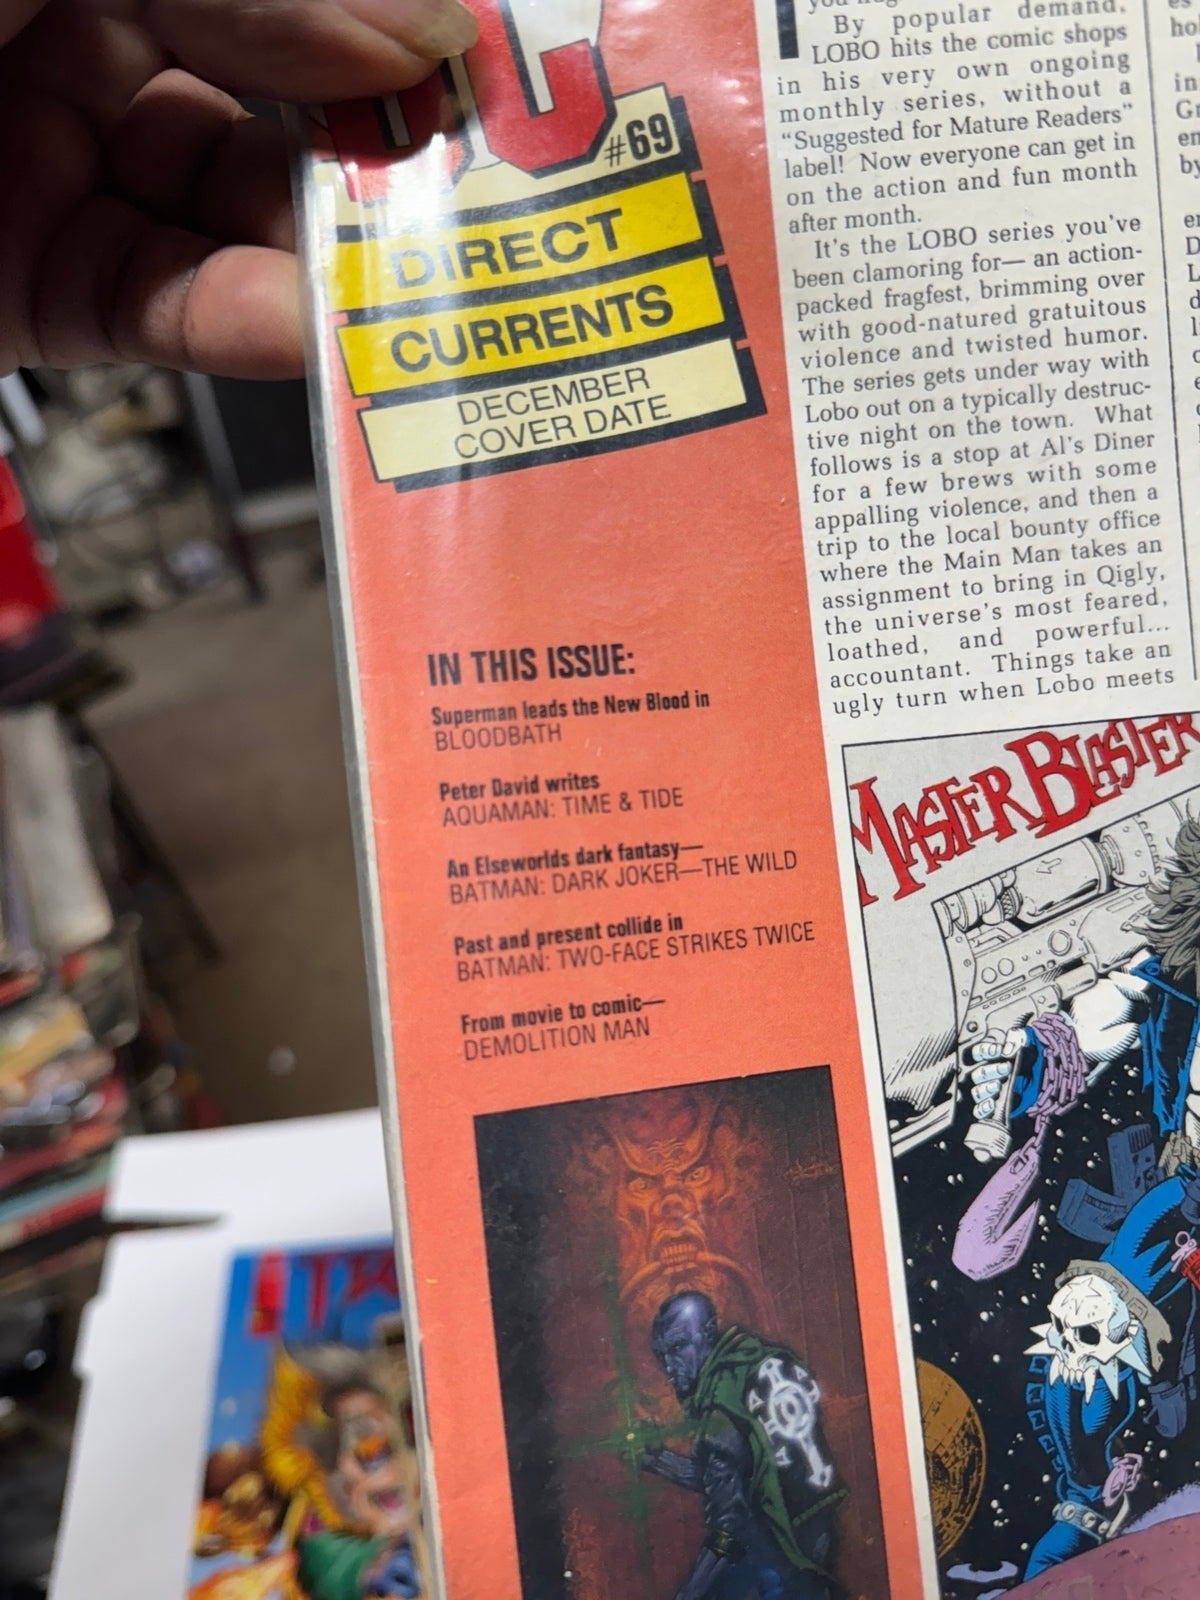 #69
DIRECT
CURRENTS
DECEMBER
COVER DATE
IN THIS ISSUE:
Superman leads the New Blood in
BLOODBATH
Peter David writes
AQUAMAN: TIME & TIDE
An Elseworlds dark fantasy—
BATMAN: DARK JOKER—THE WILD
Past and present collide in
BATMAN: TWO-FACE STRIKES TWICE
From movie to comic—
DEMOLITION MAN
By popular demand,
LOBO hits the comic shops
in his very own ongoing
monthly series, without a
“Suggested for Mature Readers”
label! Now everyone can get in
on the action and fun month
after month.
It’s the LOBO series you’ve
been clamoring for— an action-
packed fragfest, brimming over
with good-natured gratuitous
violence and twisted humor.
The series gets under way with
Lobo out on a typically destruc-
tive night on the town. What
follows is a stop at Al’s Diner
for a few brews with some
appalling violence, and then a
trip to the local bounty office
where the Main Man takes an
assignment to bring in Qigly,
the universe’s most feared,
loathed, and powerful...
accountant. Things take an
ugly turn when Lobo meets
MASTER BLASTER